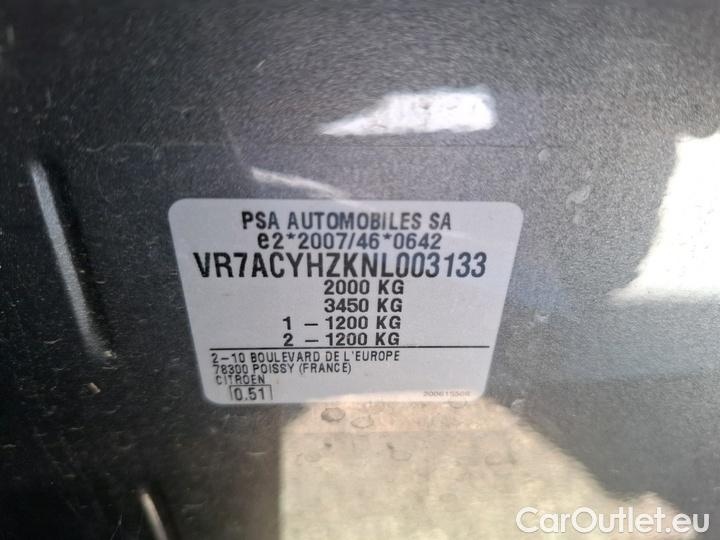 PSA AUTOMOBILES SA
e2*2007/46*0642
VR7ACYHZKNL003133
2000 KG
3450 KG
1 - 1200 KG
2 - 1200 KG
2-10 BOULEVARD DE L'EUROPE
78300 POISSY (FRANCE)
CITROEN
0.51
CarOutlet.eu